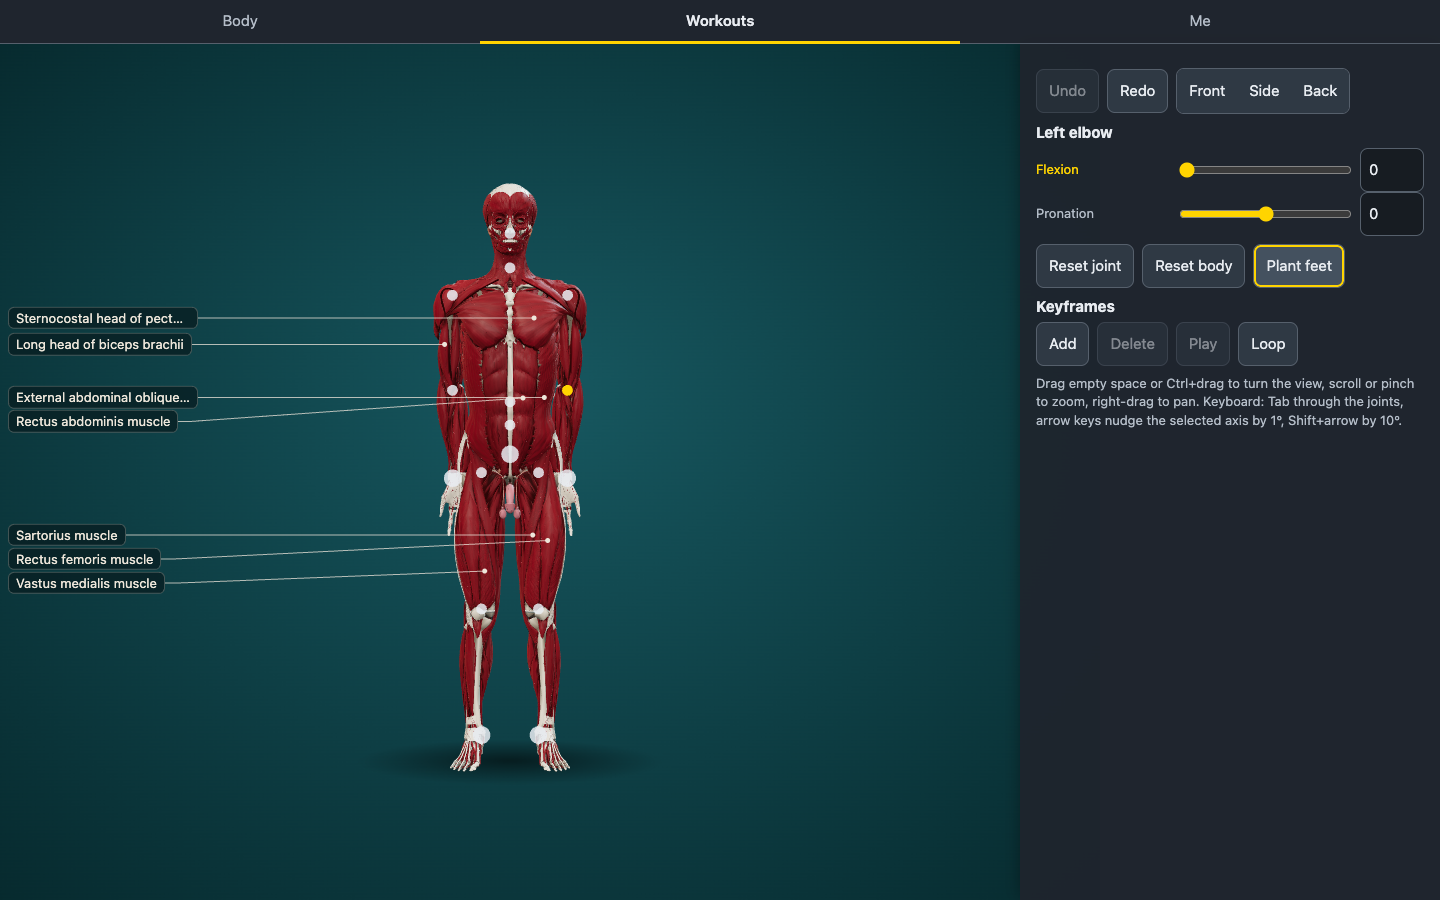 Body
Workouts
Me
Undo
Redo
Front
Side
Back
Left elbow
Flexion
0
Pronation
0
Reset joint
Reset body
Plant feet
Keyframes
Add
Delete
Play
Loop
Drag empty space or Ctrl+drag to turn the view, scroll or pinch
to zoom, right-drag to pan. Keyboard: Tab through the joints,
arrow keys nudge the selected axis by 1°, Shift+arrow by 10°.
Sternocostal head of pect...
Long head of biceps brachii
External abdominal oblique...
Rectus abdominis muscle
Sartorius muscle
Rectus femoris muscle
Vastus medialis muscle